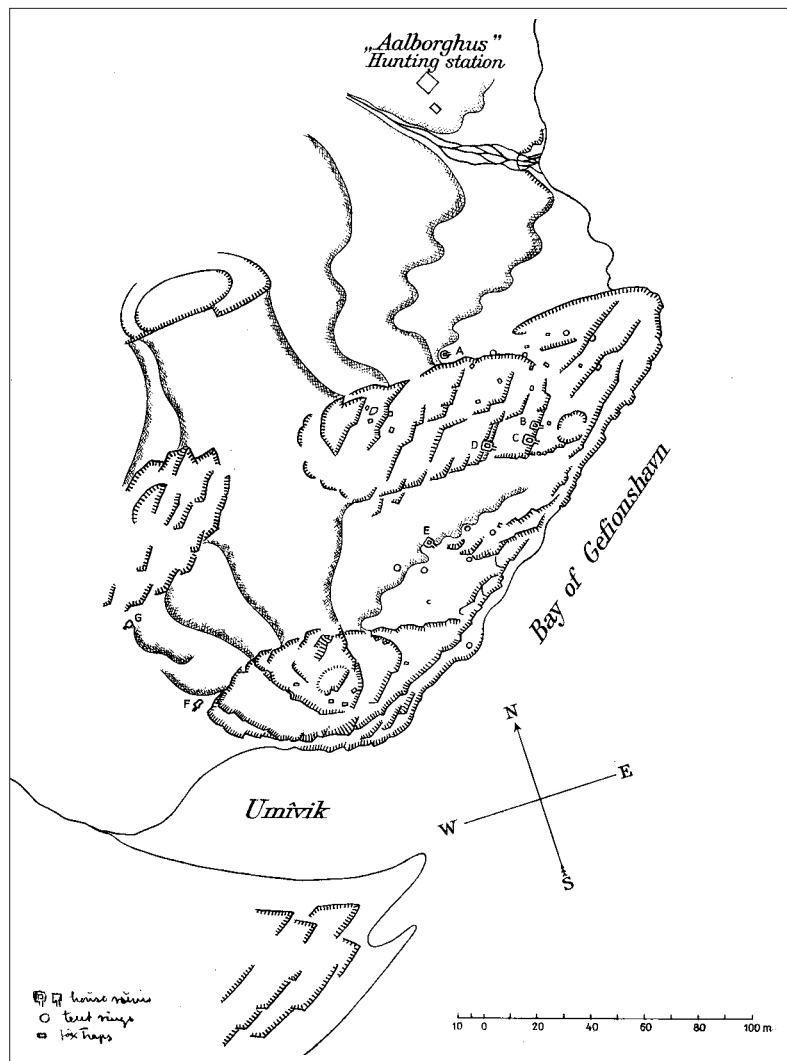 „Aalborghus”
Hunting station
A
B
C
D
E
c
G
F
Bay of Gefionshavn
N
E
W
S
Umîvik
house ruins
tent rings
fox traps
10 0 20 40 60 80 100 m